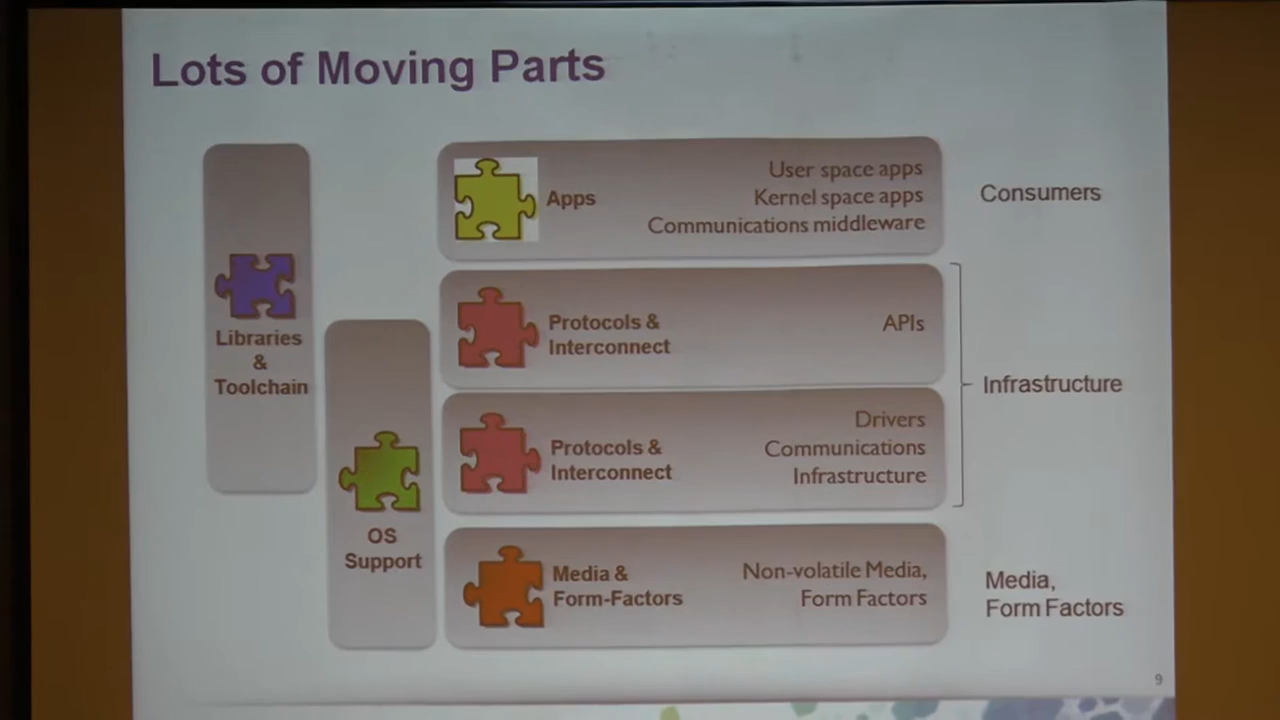 Lots of Moving Parts
Libraries
&
Toolchain
OS
Support
Apps
User space apps
Kernel space apps
Communications middleware
Consumers
Protocols &
Interconnect
APIs
Infrastructure
Protocols &
Interconnect
Drivers
Communications
Infrastructure
Media &
Form-Factors
Non-volatile Media,
Form Factors
Media,
Form Factors
9